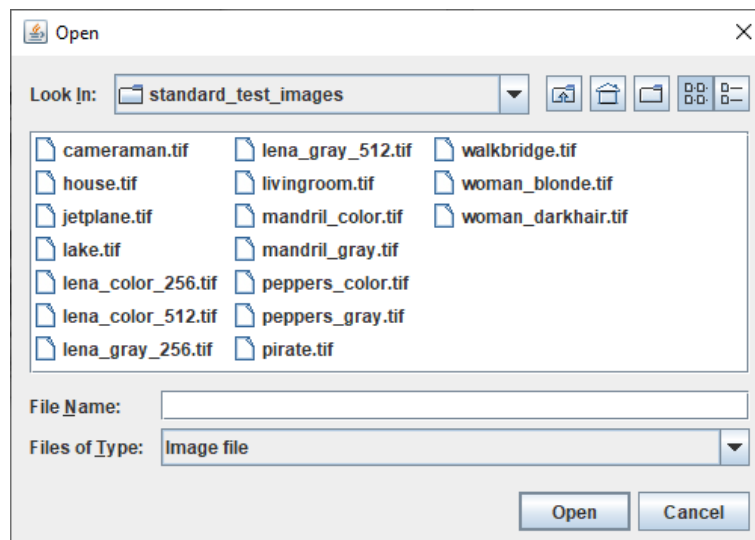 Open
Look In: standard_test_images
cameraman.tif
house.tif
jetplane.tif
lake.tif
lena_color_256.tif
lena_color_512.tif
lena_gray_256.tif
lena_gray_512.tif
livingroom.tif
mandril_color.tif
mandril_gray.tif
peppers_color.tif
peppers_gray.tif
pirate.tif
walkbridge.tif
woman_blonde.tif
woman_darkhair.tif
File Name:
Files of Type: Image file
Open Cancel